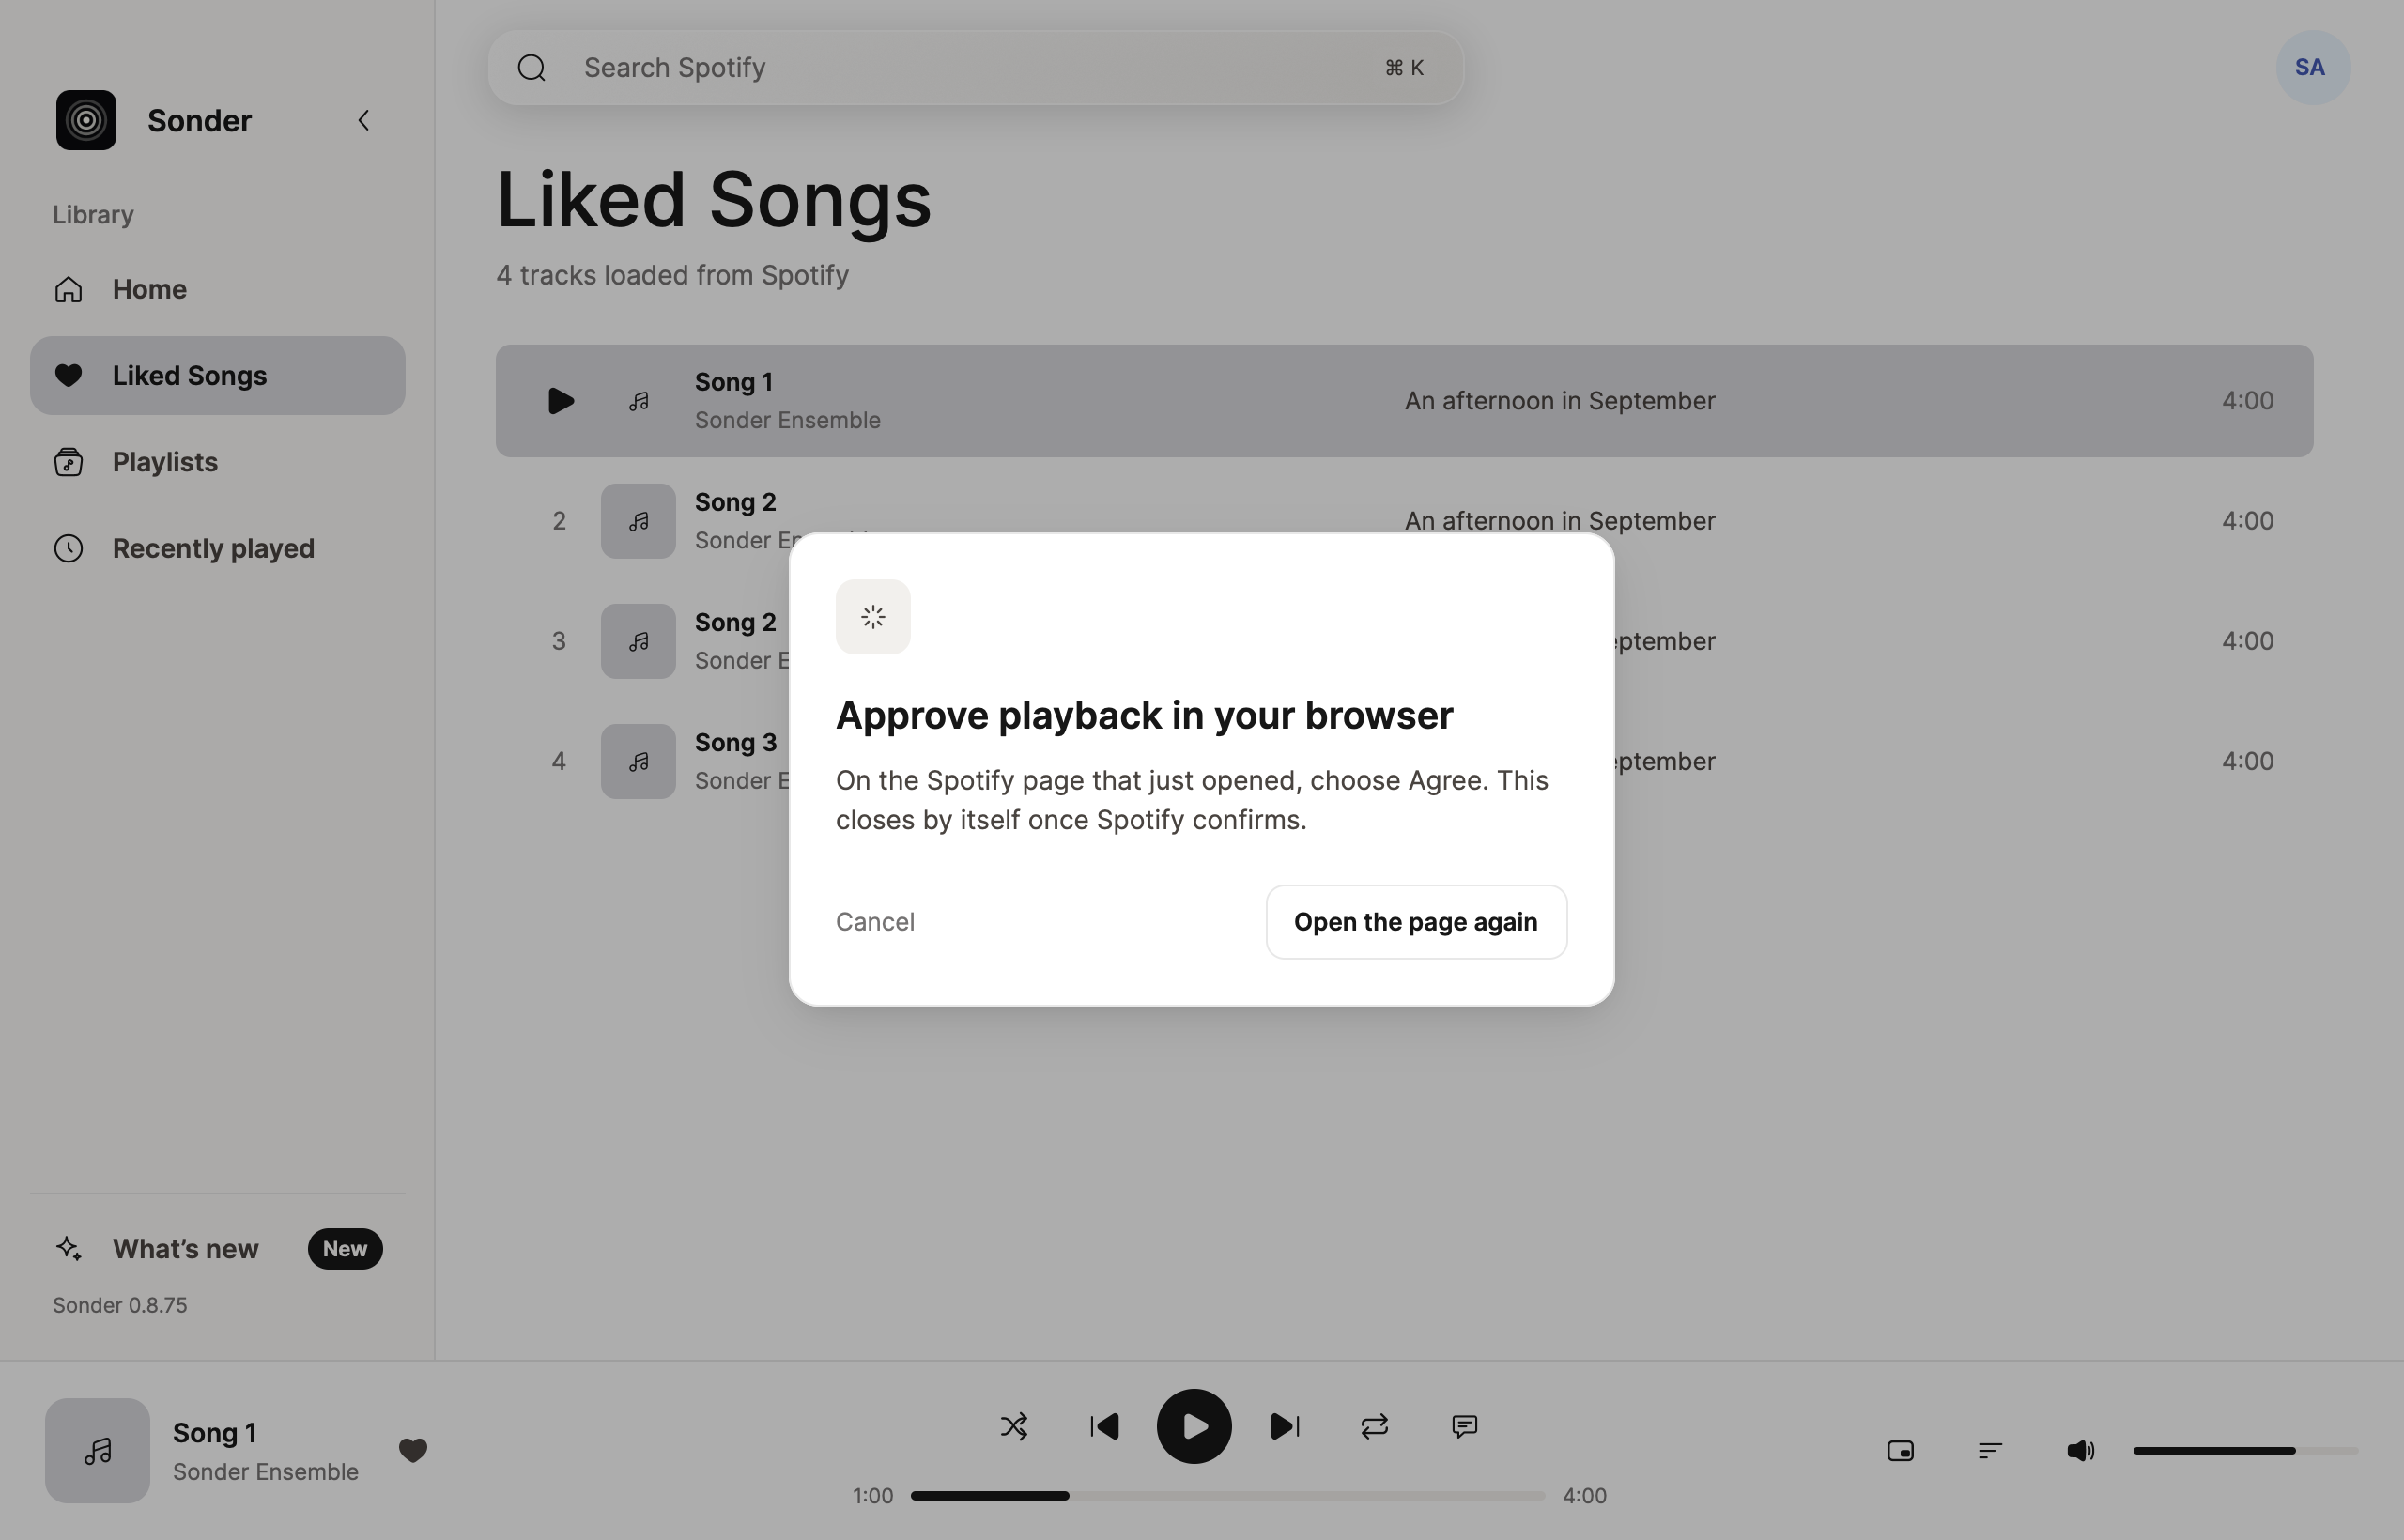 Sonder
Library
Home
Liked Songs
Playlists
Recently played
What's new New
Sonder 0.8.75
Search Spotify ⌘ K
SA
Liked Songs
4 tracks loaded from Spotify
Song 1
Sonder Ensemble
An afternoon in September
4:00
2
Song 2
Sonder
An afternoon in September
4:00
3
Song 2
Sonder
4:00
4
Song 3
Sonder
4:00
Approve playback in your browser
On the Spotify page that just opened, choose Agree. This
closes by itself once Spotify confirms.
Cancel
Open the page again
Song 1
Sonder Ensemble
1:00
4:00